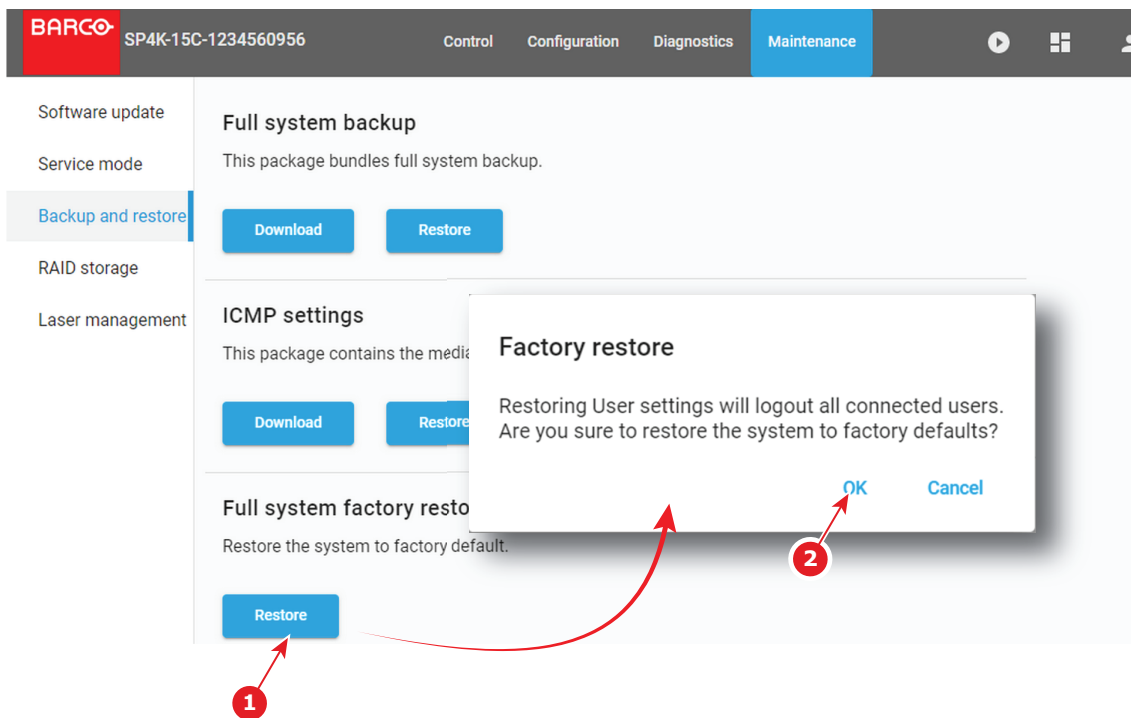 BARCO
SP4K-15C-1234560956
Control
Configuration
Diagnostics
Maintenance
Software update
Service mode
Backup and restore
RAID storage
Laser management
Full system backup
This package bundles full system backup.
Download
Restore
ICMP settings
This package contains the media
Download
Restore
Full system factory resto
Restore the system to factory default.
Restore
1
Factory restore
Restoring User settings will logout all connected users.
Are you sure to restore the system to factory defaults?
OK
Cancel
2